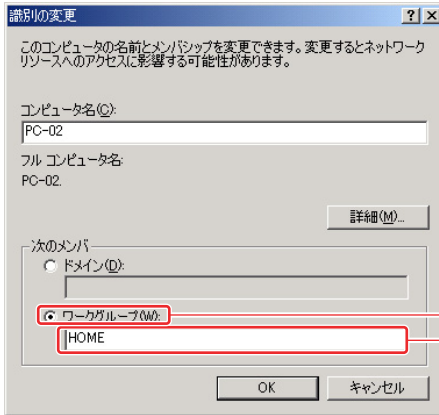 識別の変更
このコンピュータの名前とメンバシップを変更できます。変更するとネットワーク
リソースへのアクセスに影響する可能性があります。
コンピュータ名(C):
PC-02
フル コンピュータ名:
PC-02.
詳細(M)...
次のメンバ
ドメイン(D):
ワークグループ(W):
HOME
OK
キャンセル